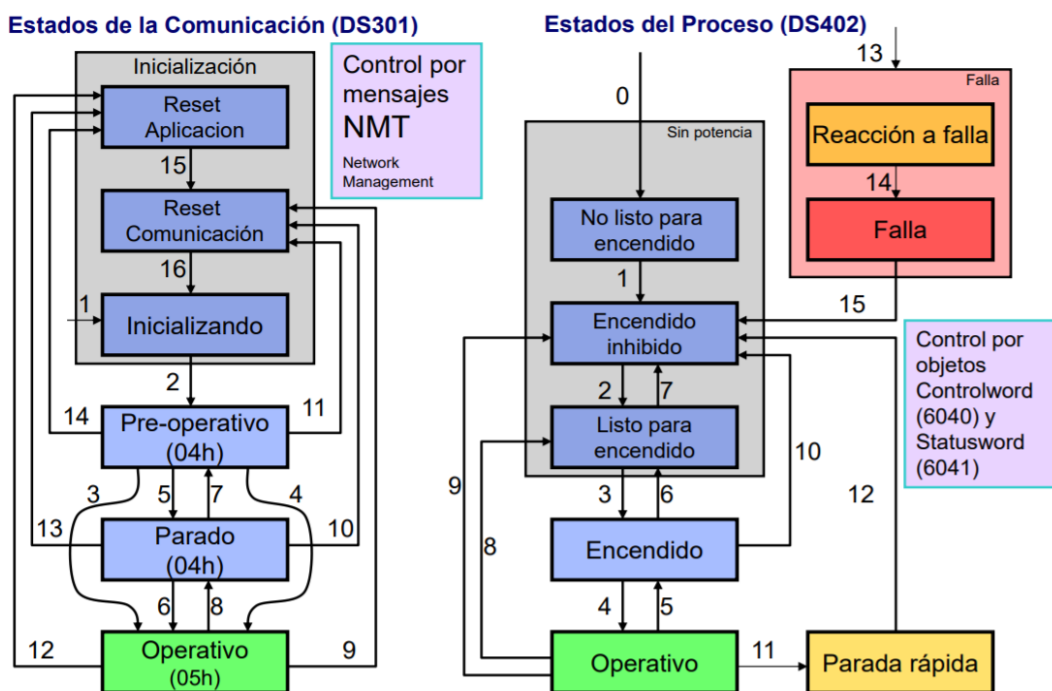 Estados de la Comunicación (DS301)
Inicialización
Reset
Aplicacion
15
Reset
Comunicación
16
1
Inicializando
2
14
Pre-operativo
(04h)
11
3
5
7
4
13
Parado
(04h)
10
6
8
12
Operativo
(05h)
9
Control por
mensajes
NMT
Network
Management
Estados del Proceso (DS402)
0
Sin potencia
No listo para
encendido
1
Encendido
inhibido
2
7
Listo para
encendido
9
3
6
10
8
Encendido
4
5
Operativo
11
Parada rápida
12
13
Falla
Reacción a falla
14
Falla
15
Control por
objetos
Controlword
(6040) y
Statusword
(6041)